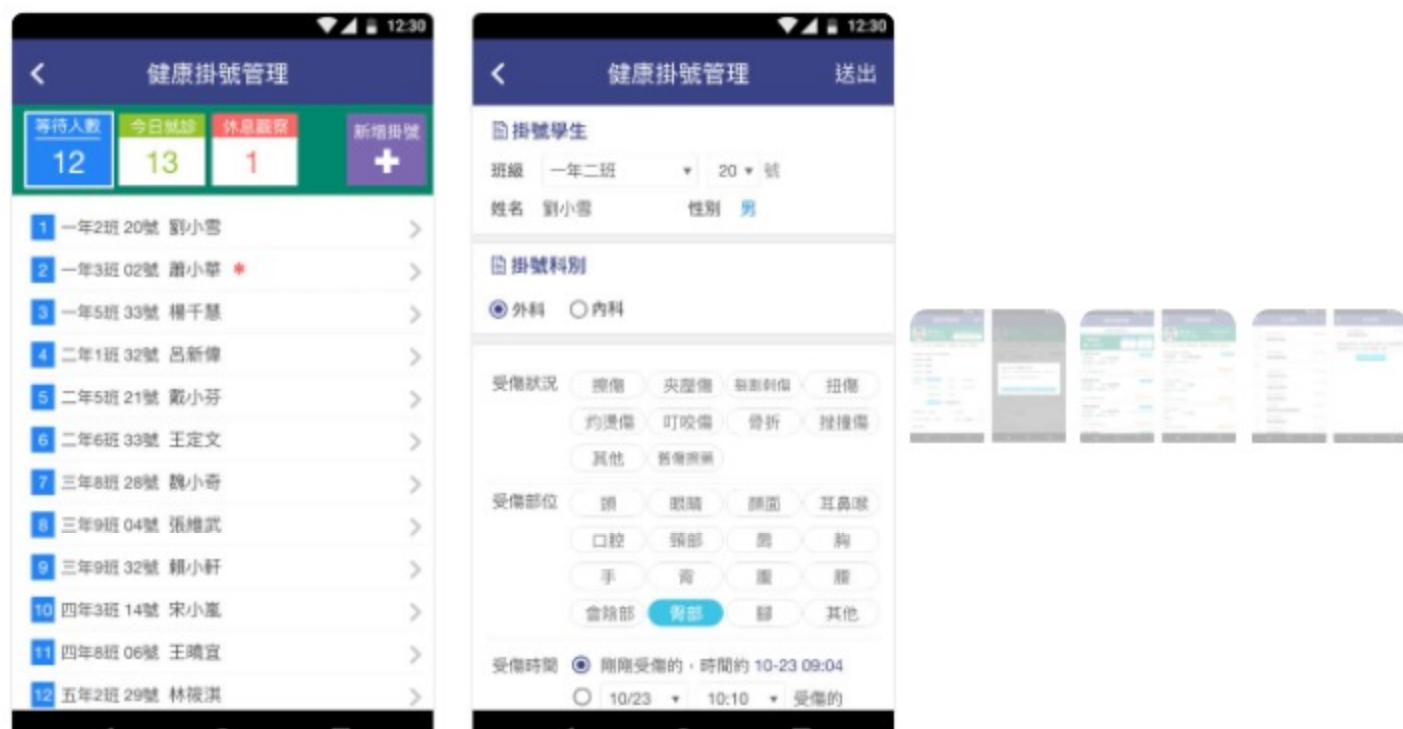 12:30
健康掛號管理
等待人數 今日就診 休息觀察 新增掛號
12 13 1
1 一年2班 20號 劉小雪
2 一年3班 02號 蕭小華 *
3 一年5班 33號 楊千慧
4 二年1班 32號 呂新偉
5 二年5班 21號 戴小芬
6 二年6班 33號 王定文
7 三年8班 28號 魏小奇
8 三年9班 04號 張維武
9 三年9班 32號 賴小軒
10 四年3班 14號 宋小嵐
11 四年8班 06號 王曉宜
12 五年2班 29號 林筱淇
12:30
健康掛號管理 送出
掛號學生
班級 一年二班 20 號
姓名 劉小雪 性別 男
掛號科別
外科 內科
受傷狀況 擦傷 夾壓傷 裂割刺傷 扭傷
灼燙傷 叮咬傷 骨折 挫撞傷
其他 舊傷換藥
受傷部位 頭 眼睛 顏面 耳鼻喉
口腔 頸部 肩 胸
手 背 腹
會陰部 臀部 腳 其他
受傷時間 剛剛受傷的，時間約 10-23 09:04
10/23 10:10 受傷的